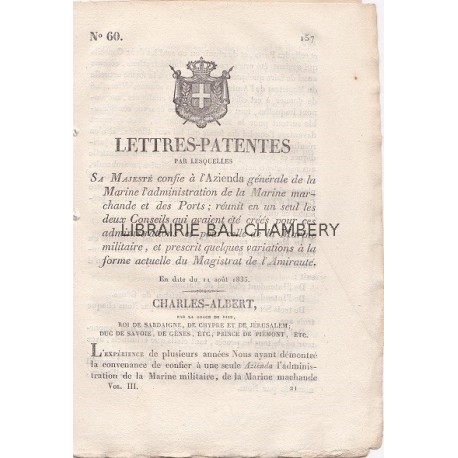 Nº 60.
157
LETTRES-PATENTES
PAR LESQUELLES
SA MAJESTÉ confie à l'Azienda générale de la
Marine l'administration de la Marine mar-
chande et des Ports; réunit en un seul les
deux Conseils qui avaient été créés pour ces
LIBRAIRIE BAL CHAMBERY
militaire, et prescrit quelques variations à la
forme actuelle du Magistrat de l'Amirauté.
En date du 11 août 1835.
CHARLES-ALBERT,
PAR LA GRACE DE DIEU,
ROI DE SARDAIGNE, DE CHYPRE ET DE JÉRUSALEM;
DUC DE SAVOIE, DE GÊNES, ETC., PRINCE DE PIÉMONT, ETC.
L'EXPÉRIENCE de plusieurs années Nous ayant démontré
la convenance de confier à une seule Azienda l'adminis-
tration de la Marine militaire, de la Marine machande
Vol. III.
21